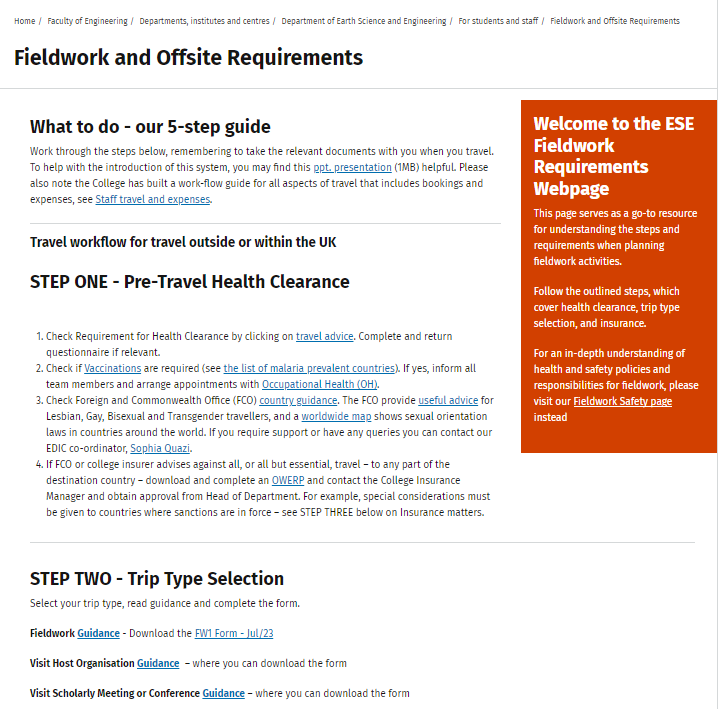 Home / Faculty of Engineering / Departments, institutes and centres / Department of Earth Science and Engineering / For students and staff / Fieldwork and Offsite Requirements
Fieldwork and Offsite Requirements
What to do - our 5-step guide
Work through the steps below, remembering to take the relevant documents with you when you travel.
To help with the introduction of this system, you may find this ppt. presentation (1MB) helpful. Please
also note the College has built a work-flow guide for all aspects of travel that includes bookings and
expenses, see Staff travel and expenses.
Travel workflow for travel outside or within the UK
STEP ONE - Pre-Travel Health Clearance
1. Check Requirement for Health Clearance by clicking on travel advice. Complete and return
questionnaire if relevant.
2. Check if Vaccinations are required (see the list of malaria prevalent countries). If yes, inform all
team members and arrange appointments with Occupational Health (OH).
3. Check Foreign and Commonwealth Office (FCO) country guidance. The FCO provide useful advice for
Lesbian, Gay, Bisexual and Transgender travellers, and a worldwide map shows sexual orientation
laws in countries around the world. If you require support or have any queries you can contact our
EDIC co-ordinator, Sophia Quazi.
4. If FCO or college insurer advises against all, or all but essential, travel – to any part of the
destination country – download and complete an OWERP and contact the College Insurance
Manager and obtain approval from Head of Department. For example, special considerations must
be given to countries where sanctions are in force – see STEP THREE below on Insurance matters.
Welcome to the ESE
Fieldwork
Requirements
Webpage
This page serves as a go-to resource
for understanding the steps and
requirements when planning
fieldwork activities.
Follow the outlined steps, which
cover health clearance, trip type
selection, and insurance.
For an in-depth understanding of
health and safety policies and
responsibilities for fieldwork, please
visit our Fieldwork Safety page
instead
STEP TWO - Trip Type Selection
Select your trip type, read guidance and complete the form.
Fieldwork Guidance - Download the FW1 Form - Jul/23
Visit Host Organisation Guidance – where you can download the form
Visit Scholarly Meeting or Conference Guidance – where you can download the form